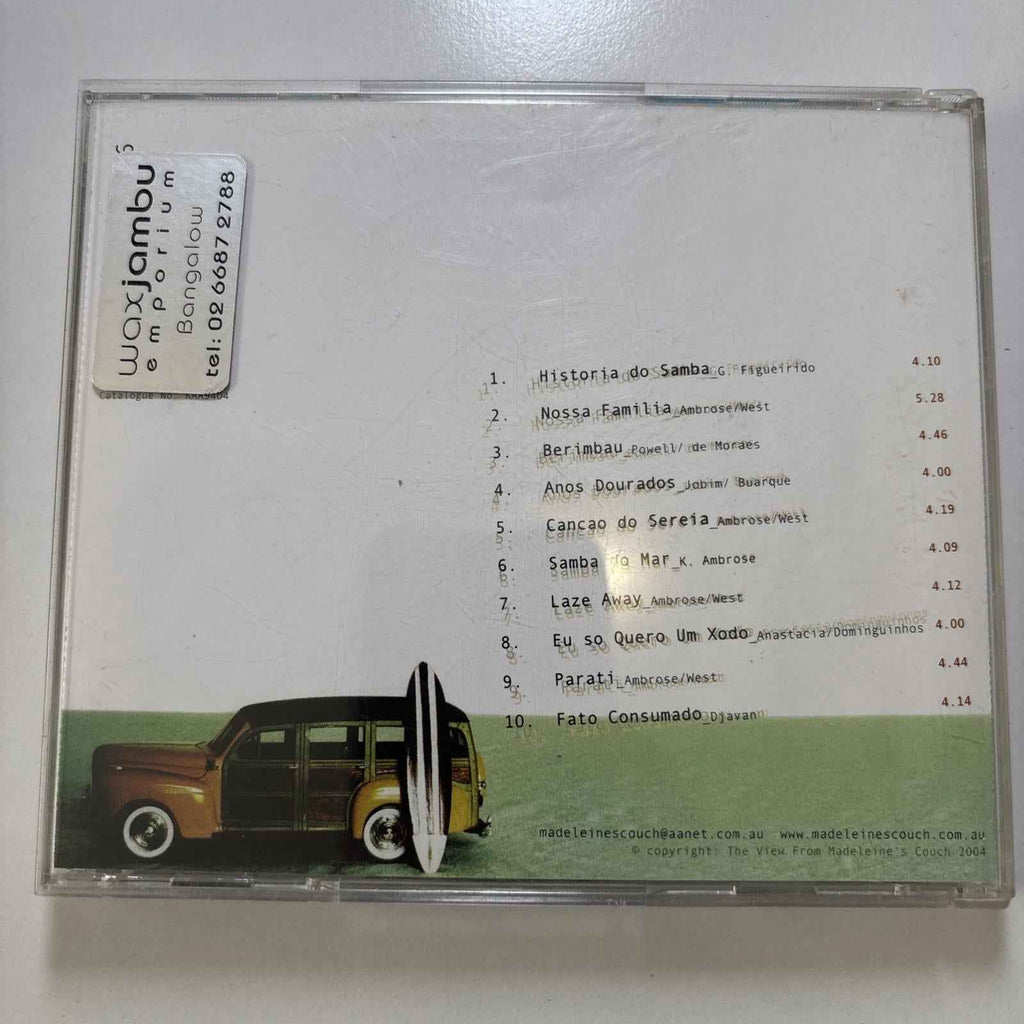 waxjambu
emporium
Bangalow
tel: 02 6687 2788
Catalogue No:
1. Historia do Samba_G. Figueirido 4.10
2. Nossa Familia_Ambrose/West 5.28
3. Berimbau_Powell/ de Moraes 4.46
4. Anos Dourados_Jobim/ Buarque 4.00
5. Cancao do Sereia_Ambrose/West 4.19
6. Samba do Mar_K. Ambrose 4.09
7. Laze Away_Ambrose/West 4.12
8. Eu so Quero Um Xodo_Anastacia/Dominguinhos 4.00
9. Parati_Ambrose/West 4.44
10. Fato Consumado_Djavan 4.14
madeleinescouch@aanet.com.au www.madeleinescouch.com.au
© copyright: The View From Madeleine's Couch 2004